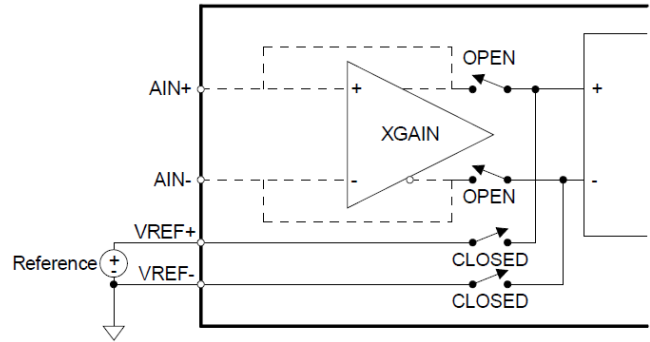 OPEN
AIN+
+
+
XGAIN
AIN-
-
-
OPEN
VREF+
Reference
+
-
CLOSED
VREF-
CLOSED